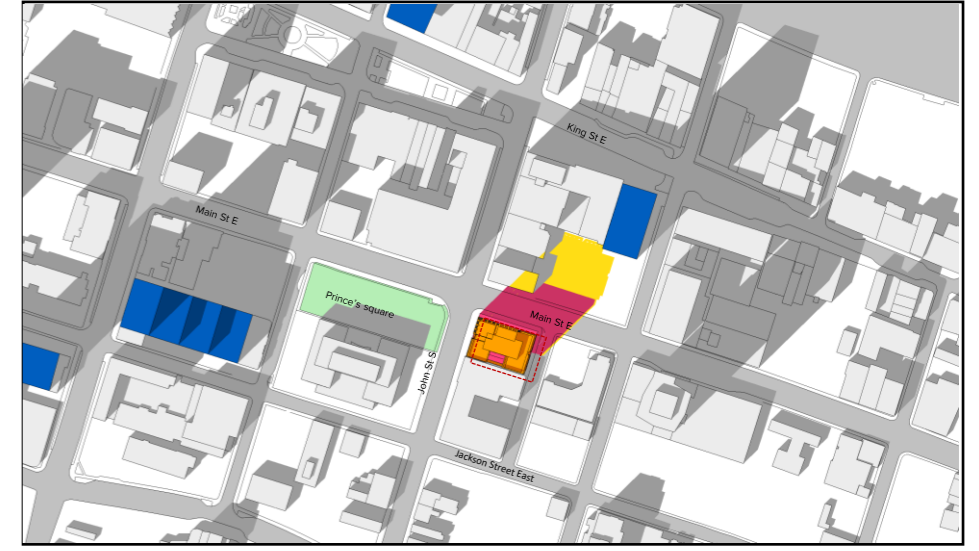 King St E
Main St E
Prince's square
Main St E
John St S
Jackson Street East